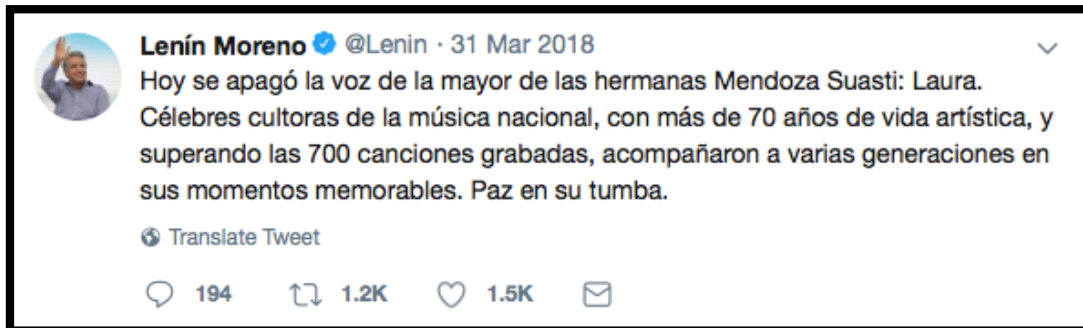 Lenín Moreno @Lenin · 31 Mar 2018
Hoy se apagó la voz de la mayor de las hermanas Mendoza Suasti: Laura.
Célebres cultoras de la música nacional, con más de 70 años de vida artística, y
superando las 700 canciones grabadas, acompañaron a varias generaciones en
sus momentos memorables. Paz en su tumba.
Translate Tweet
194 1.2K 1.5K